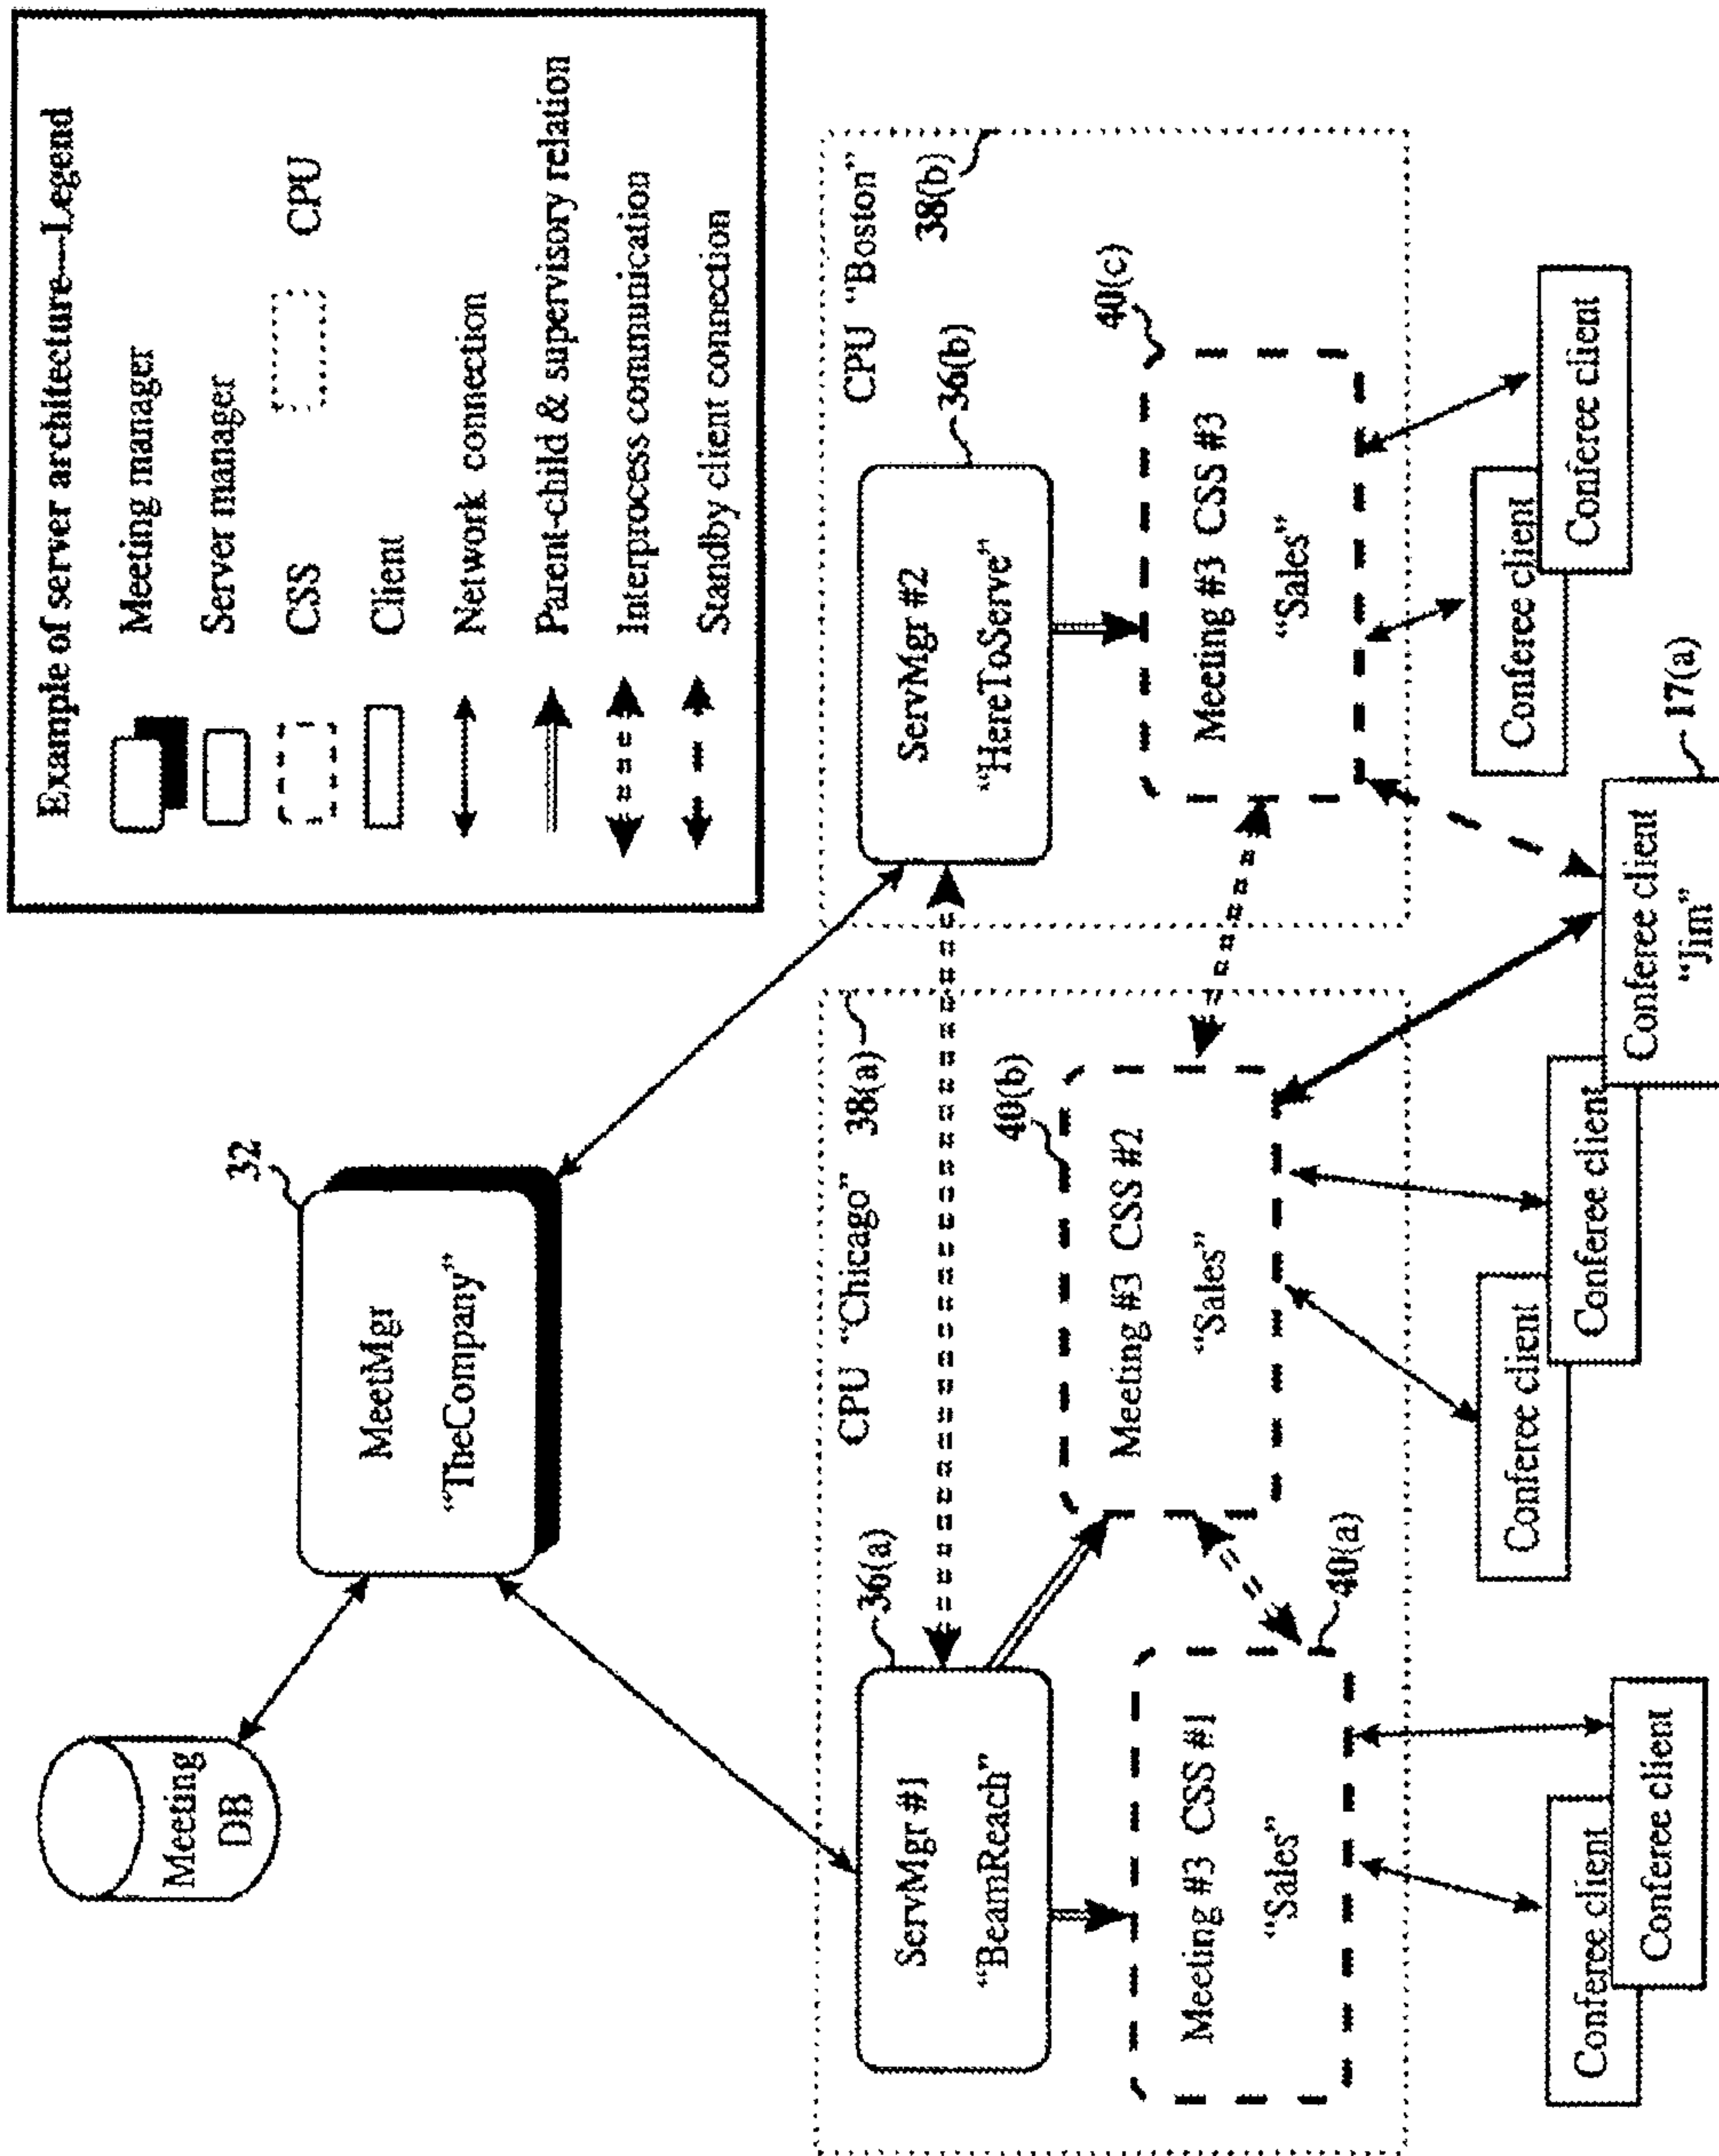 Example of server architecture—Legend
Meeting manager
Server manager
CSS
CPU
Client
Network connection
Parent-child & supervisory relation
Interprocess communication
Standby client connection
Meeting
DB
32
MeetMgr
“TheCompany”
CPU “Chicago”
38(a)
36(a)
ServMgr #1
“BeamReach”
40(b)
Meeting #3 CSS #2
“Sales”
Meeting #3 CSS #1
“Sales”
40(a)
CPU “Boston”
38(b)
36(b)
ServMgr #2
“HereToServe”
40(c)
Meeting #3 CSS #3
“Sales”
Conferee client
Conferee client
Conferee client
Conferee client
Conferee client
“Jim”
17(a)
Conferee client
Conferee client